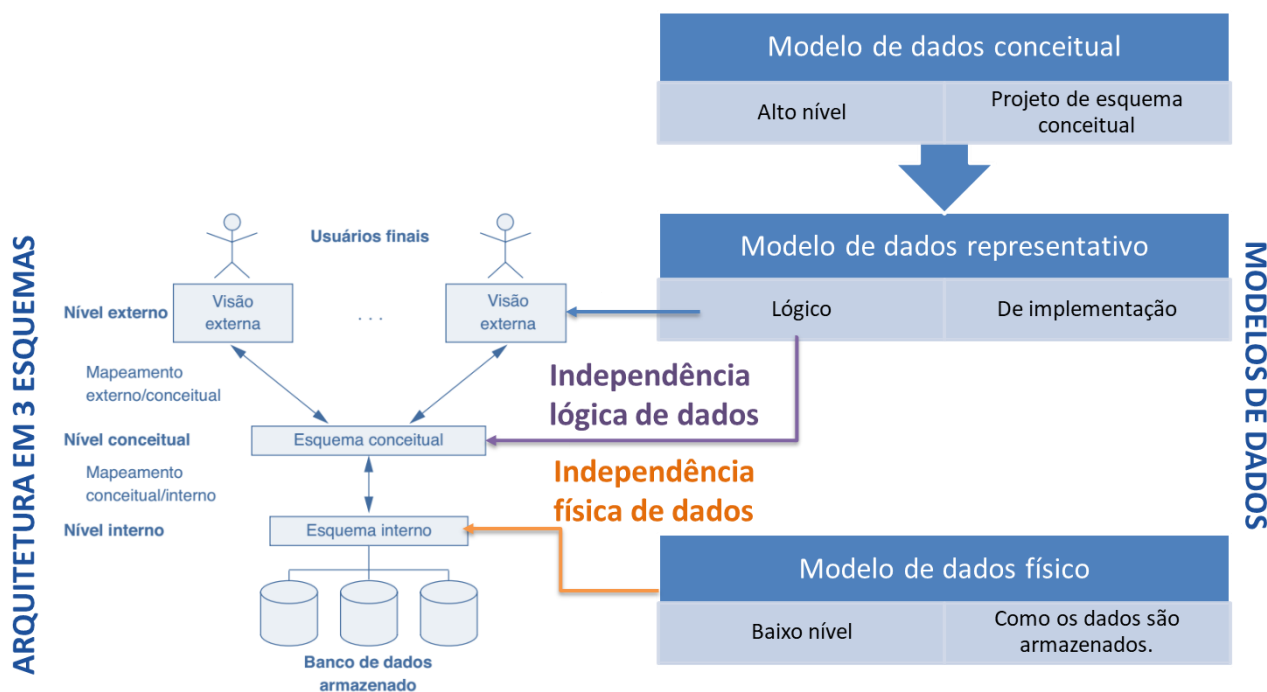 ARQUITETURA EM 3 ESQUEMAS
Usuários finais
Nível externo
Visão
externa
. . .
Visão
externa
Mapeamento
externo/conceitual
Nível conceitual
Esquema conceitual
Mapeamento
conceitual/interno
Nível interno
Esquema interno
Banco de dados
armazenado
Independência
lógica de dados
Independência
física de dados
Modelo de dados conceitual
Alto nível
Projeto de esquema
conceitual
Modelo de dados representativo
Lógico
De implementação
Modelo de dados físico
Baixo nível
Como os dados são
armazenados.
MODELOS DE DADOS